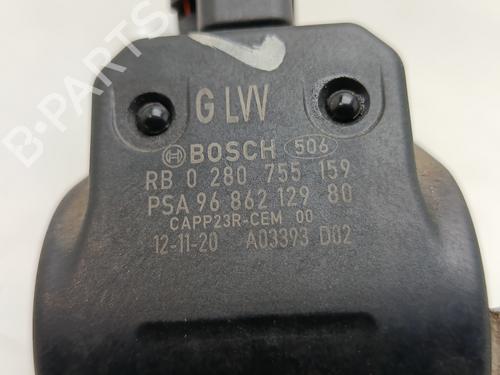 G LVV
BOSCH 506
RB 0 280 755 159
PSA 96 862 129 80
CAPP23R-CEM 00
12-11-20 A03393 D02
B-PARTS